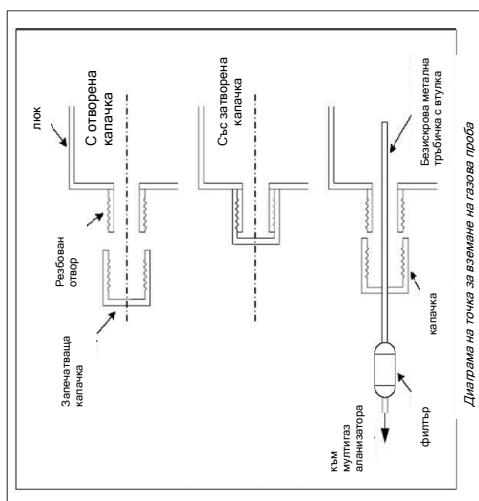 люк
С отворена
капачка
Резбован
отвор
Запечатваща
капачка
Със затворена
капачка
Безискрова метална
тръбичка с втулка
капачка
филтър
към
мултигаз
аланизатора
Диаграма на точка за вземане на газова проба